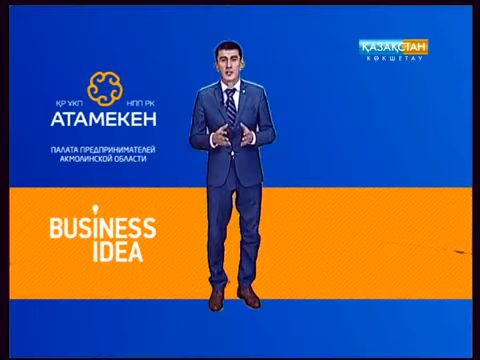 ҚАЗАҚСТАН
КӨКШЕТАУ
ҚР ҰКП НПП РК
АТАМЕКЕН
ПАЛАТА ПРЕДПРИНИМАТЕЛЕЙ
АКМОЛИНСКОЙ ОБЛАСТИ
BUSINESS
IDEA